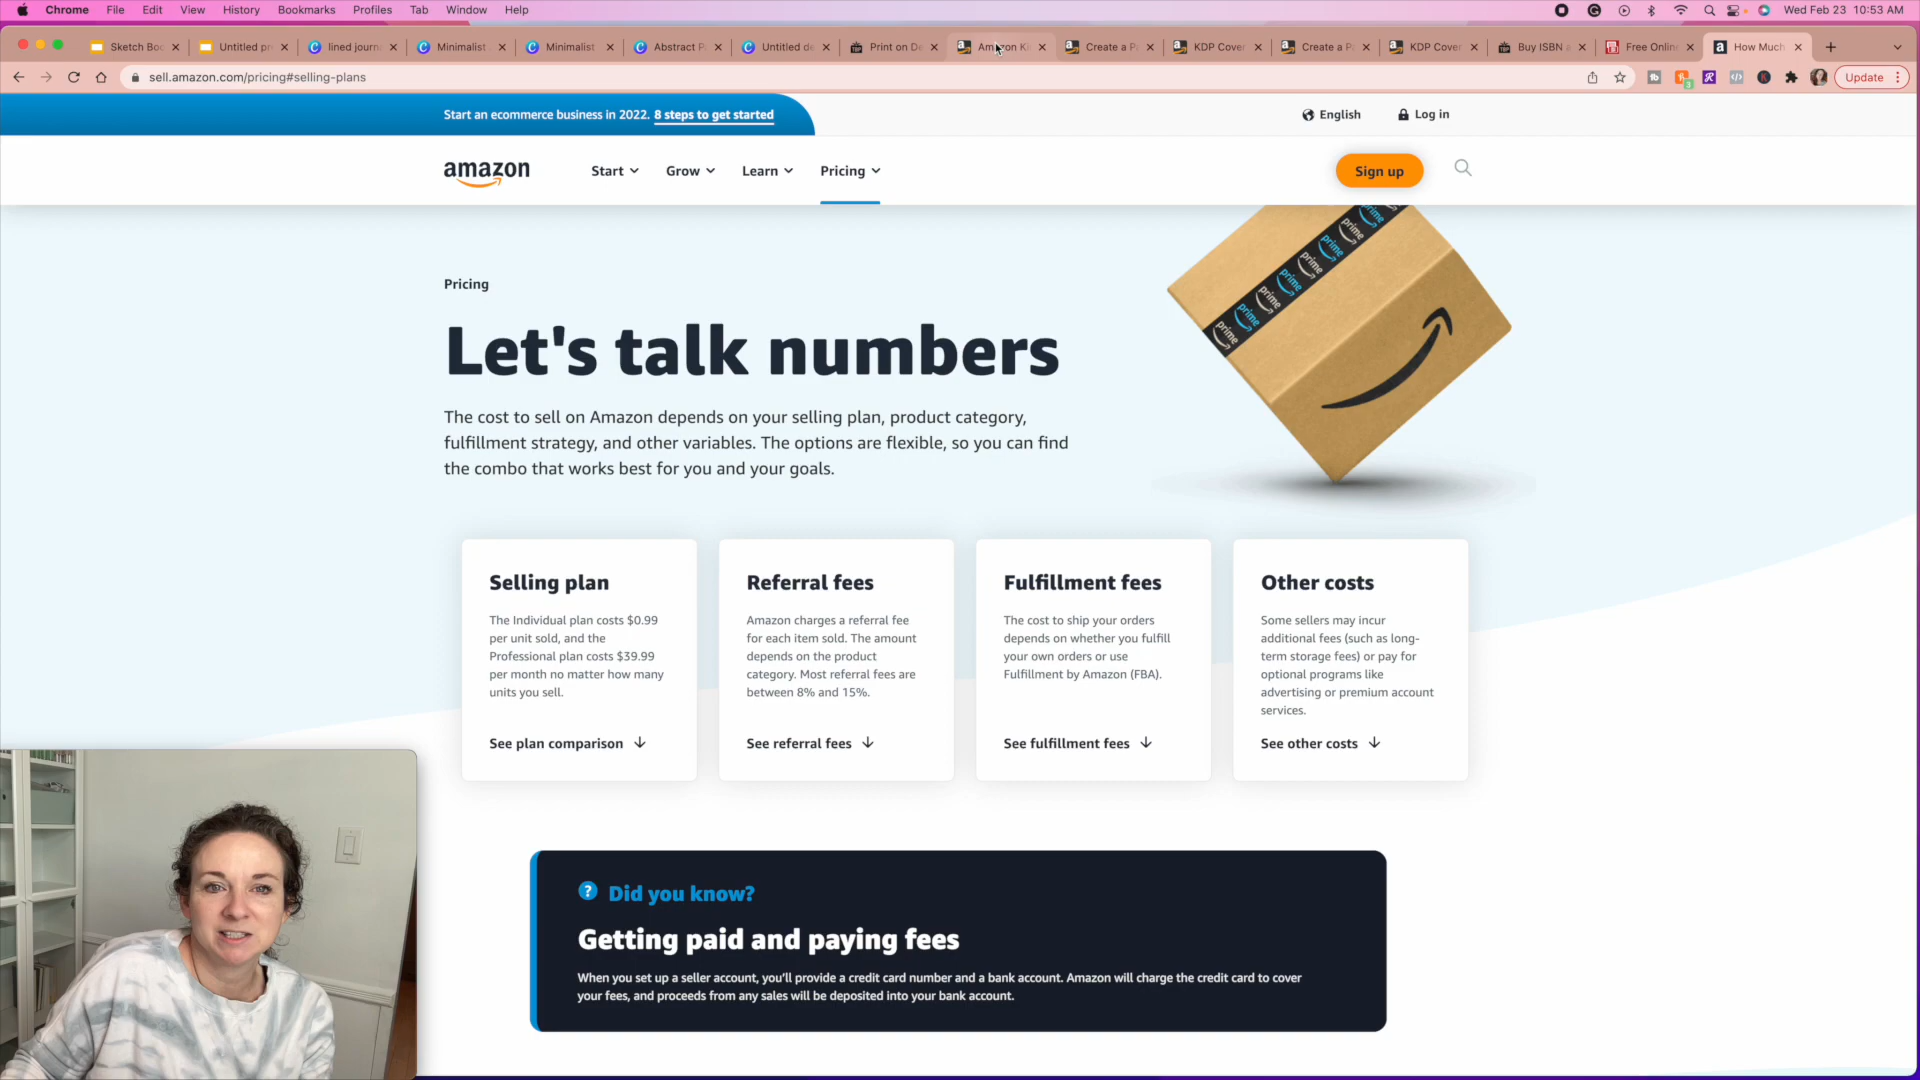 Chrome File Edit View History Bookmarks Profiles Tab Window Help Wed Feb 23 10:53 AM
Sketch Boo Untitled pr lined journa Minimalist Minimalist Abstract P Untitled de Print on De Amazon Ki Create a P KDP Cover Create a P KDP Cover Buy ISBN a Free Online How Much
sell.amazon.com/pricing#selling-plans Update
Start an ecommerce business in 2022. 8 steps to get started English Log in
amazon Start Grow Learn Pricing Sign up
prime prime prime prime prime prime prime
Pricing
Let's talk numbers
The cost to sell on Amazon depends on your selling plan, product category,
fulfillment strategy, and other variables. The options are flexible, so you can find
the combo that works best for you and your goals.
Selling plan
The Individual plan costs $0.99
per unit sold, and the
Professional plan costs $39.99
per month no matter how many
units you sell.
See plan comparison
Referral fees
Amazon charges a referral fee
for each item sold. The amount
depends on the product
category. Most referral fees are
between 8% and 15%.
See referral fees
Fulfillment fees
The cost to ship your orders
depends on whether you fulfill
your own orders or use
Fulfillment by Amazon (FBA).
See fulfillment fees
Other costs
Some sellers may incur
additional fees (such as long-
term storage fees) or pay for
optional programs like
advertising or premium account
services.
See other costs
Did you know?
Getting paid and paying fees
When you set up a seller account, you'll provide a credit card number and a bank account. Amazon will charge the credit card to cover
your fees, and proceeds from any sales will be deposited into your bank account.